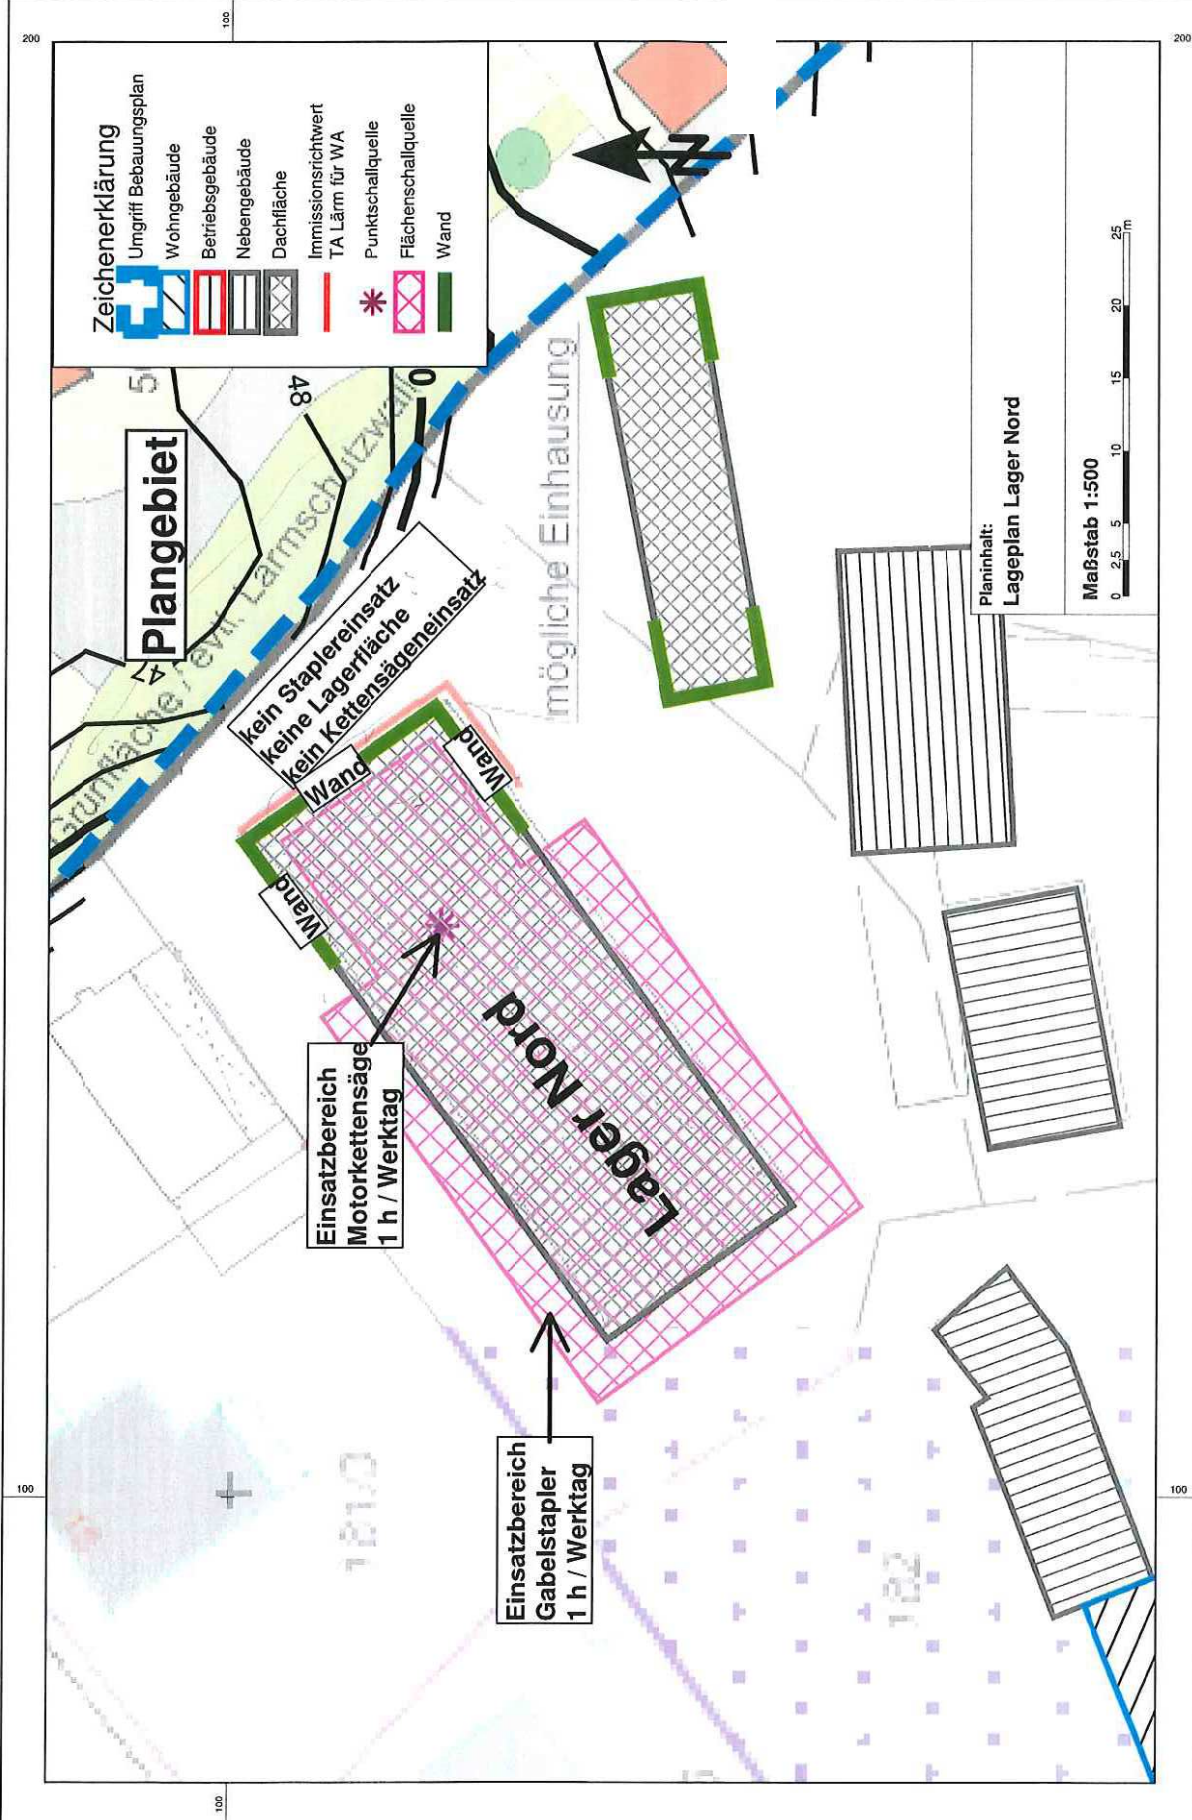 Zeichenerklärung
Umgriff Bebauungsplan
Wohngebäude
Betriebsgebäude
Nebengebäude
Dachfläche
Immissionsrichtwert
TA Lärm für WA
Punktschallquelle
Flächenschallquelle
Wand
N
Plangebiet
47
48
0
kein Staplereinsatz
keine Lagerfläche
kein Kettensägeneinsatz
Wand
Wand
Wand
mögliche Einhausung
Einsatzbereich
Motorkettensäge
1 h / Werktag
Lager Nord
Einsatzbereich
Gabelstapler
1 h / Werktag
182
Planinhalt:
Lageplan Lager Nord
Maßstab 1:500
0 2,5 5 10 15 20 25 m
200
200
100
100
100
100